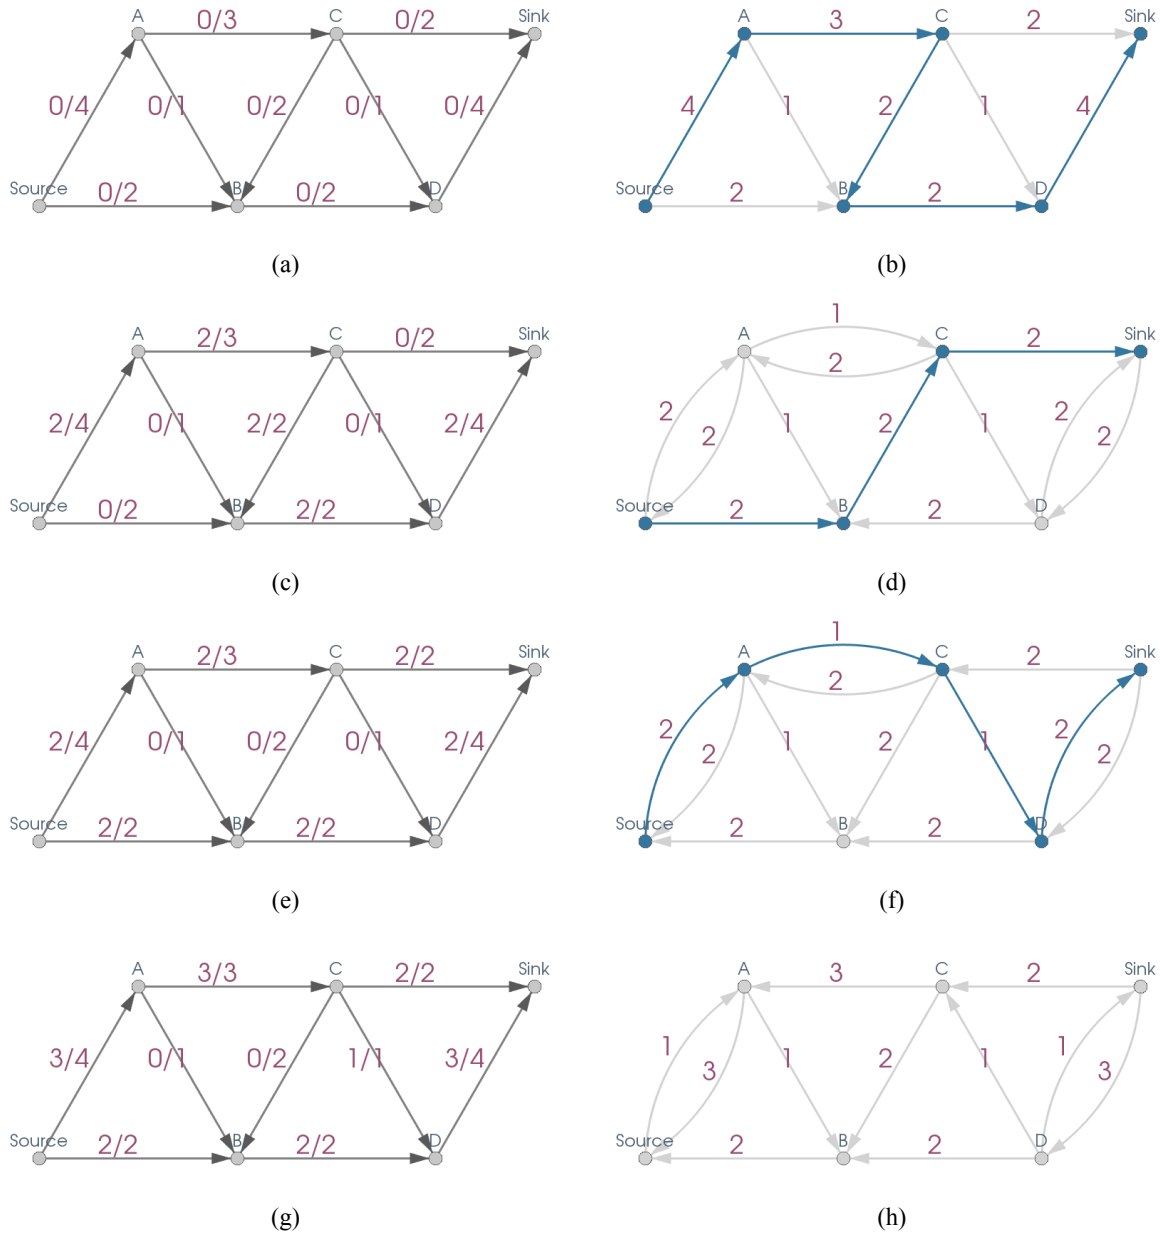 A 0/3 C 0/2 Sink
0/4 0/1 0/2 0/1 0/4
Source 0/2 B 0/2 D
(a)
A 3 C 2 Sink
4 1 2 1 4
Source 2 B 2 D
(b)
A 2/3 C 0/2 Sink
2/4 0/1 2/2 0/1 2/4
Source 0/2 B 2/2 D
(c)
1
A C 2 Sink
2
2 2 1 2 1 2 2
Source 2 B 2 D
(d)
A 2/3 C 2/2 Sink
2/4 0/1 0/2 0/1 2/4
Source 2/2 B 2/2 D
(e)
1
A C 2 Sink
2
2 2 1 2 1 2 2
Source 2 B 2 D
(f)
A 3/3 C 2/2 Sink
3/4 0/1 0/2 1/1 3/4
Source 2/2 B 2/2 D
(g)
A 3 C 2 Sink
1 3 1 2 1 1 3
Source 2 B 2 D
(h)